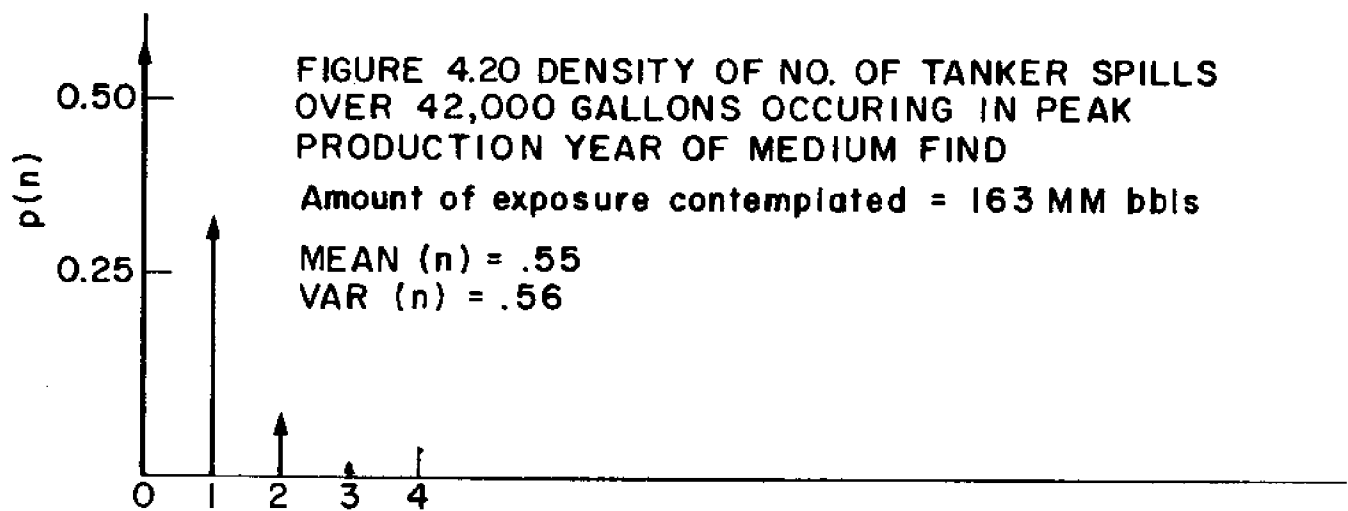 FIGURE 4.20 DENSITY OF NO. OF TANKER SPILLS
OVER 42,000 GALLONS OCCURING IN PEAK
PRODUCTION YEAR OF MEDIUM FIND
Amount of exposure contemplated = 163 MM bbls
MEAN (n) = .55
VAR (n) = .56
p(n)
0.50
0.25
0 1 2 3 4